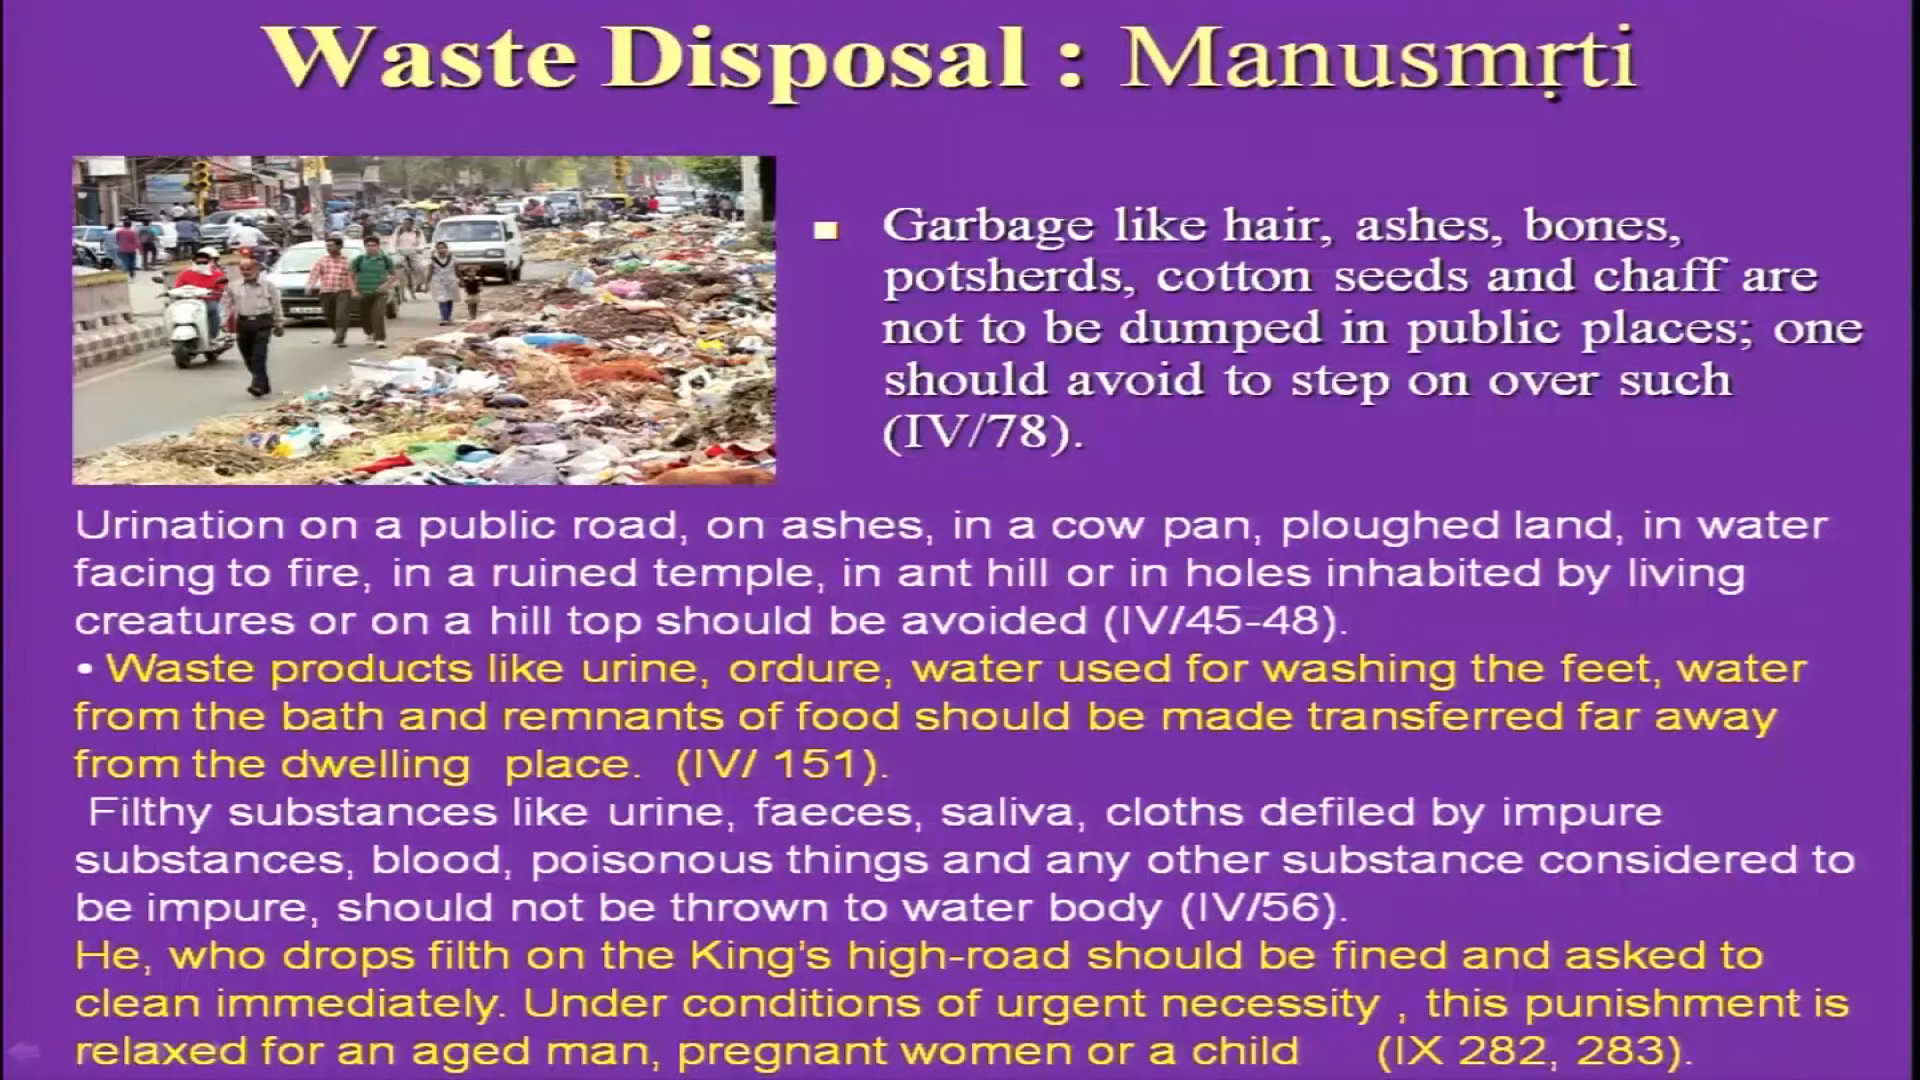 Waste Disposal : Manusmṛti
Garbage like hair, ashes, bones,
potsherds, cotton seeds and chaff are
not to be dumped in public places; one
should avoid to step on over such
(IV/78).
Urination on a public road, on ashes, in a cow pan, ploughed land, in water
facing to fire, in a ruined temple, in ant hill or in holes inhabited by living
creatures or on a hill top should be avoided (IV/45-48).
• Waste products like urine, ordure, water used for washing the feet, water
from the bath and remnants of food should be made transferred far away
from the dwelling place. (IV/ 151).
Filthy substances like urine, faeces, saliva, cloths defiled by impure
substances, blood, poisonous things and any other substance considered to
be impure, should not be thrown to water body (IV/56).
He, who drops filth on the King's high-road should be fined and asked to
clean immediately. Under conditions of urgent necessity , this punishment is
relaxed for an aged man, pregnant women or a child (IX 282, 283).